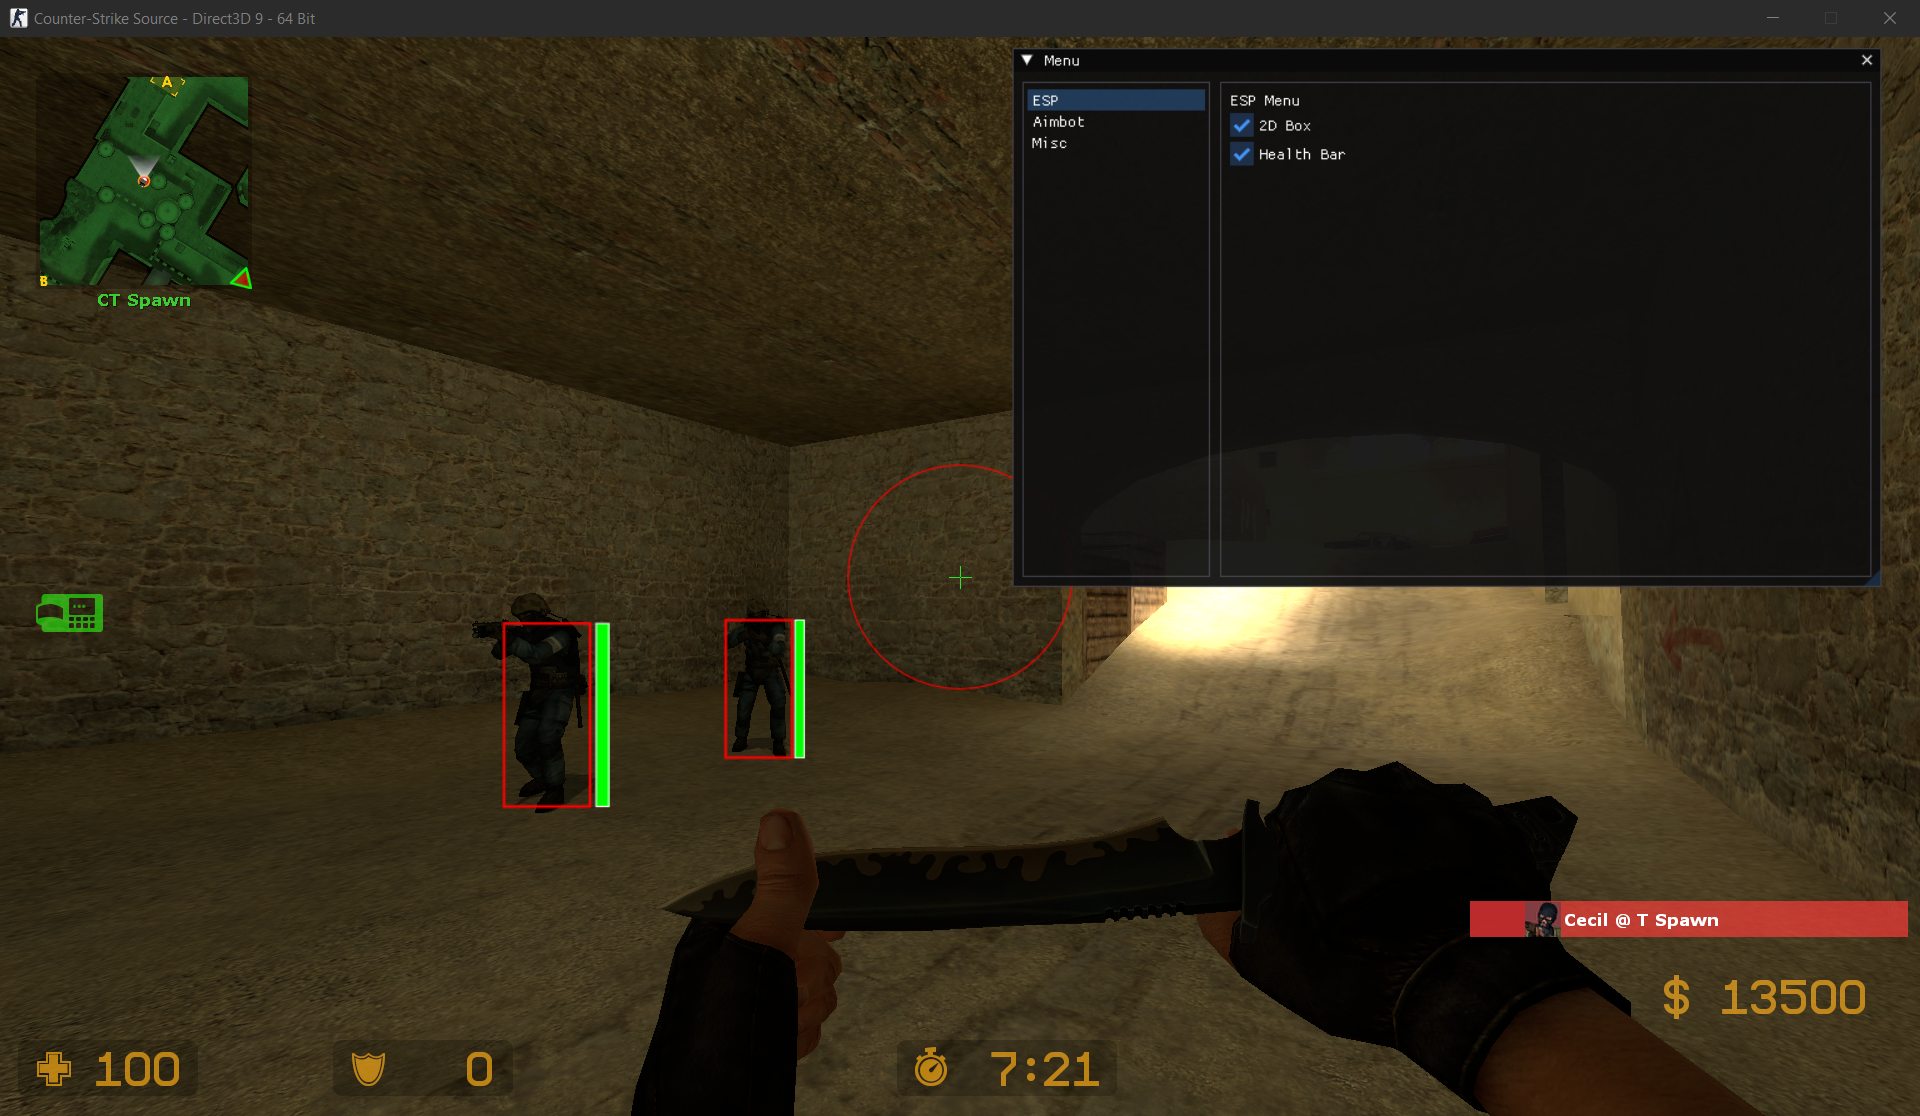 Counter-Strike Source - Direct3D 9 - 64 Bit
Menu
ESP
Aimbot
Misc
ESP Menu
2D Box
Health Bar
A
B
CT Spawn
Cecil @ T Spawn
$ 13500
100
0
7:21